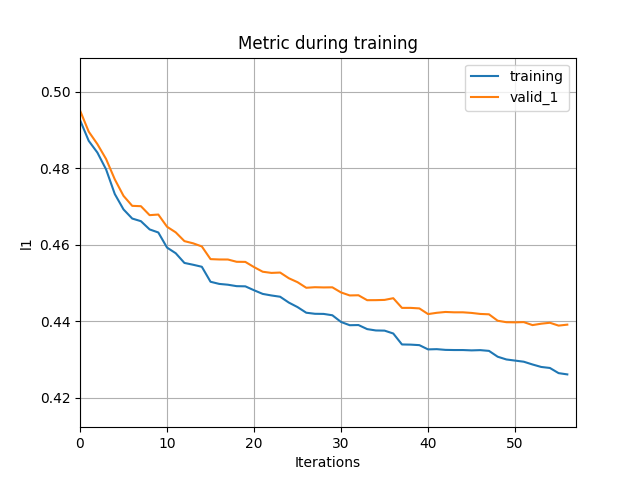 Metric during training
training
valid_1
0.50
0.48
0.46
0.44
0.42
l1
0 10 20 30 40 50
Iterations